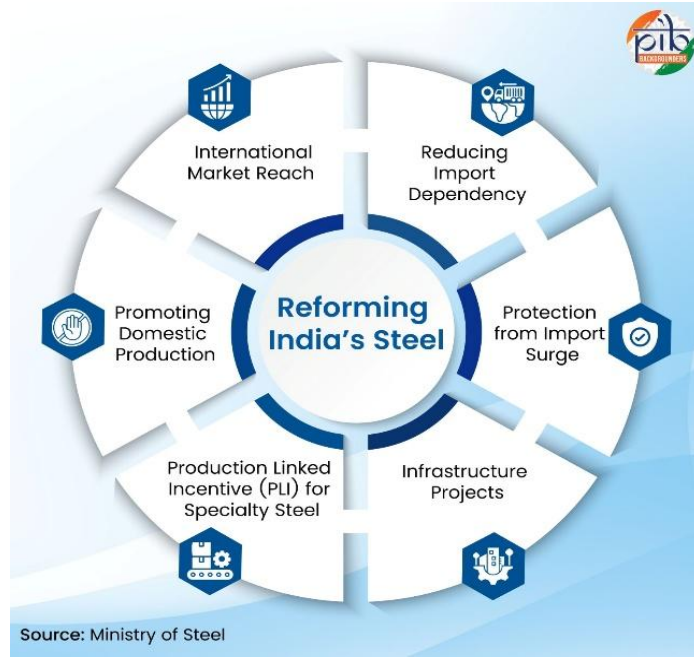 pib
BACKGROUNDERS
International
Market Reach
Reducing
Import
Dependency
Promoting
Domestic
Production
Reforming
India's Steel
Protection
from Import
Surge
Production Linked
Incentive (PLI) for
Specialty Steel
Infrastructure
Projects
Source: Ministry of Steel